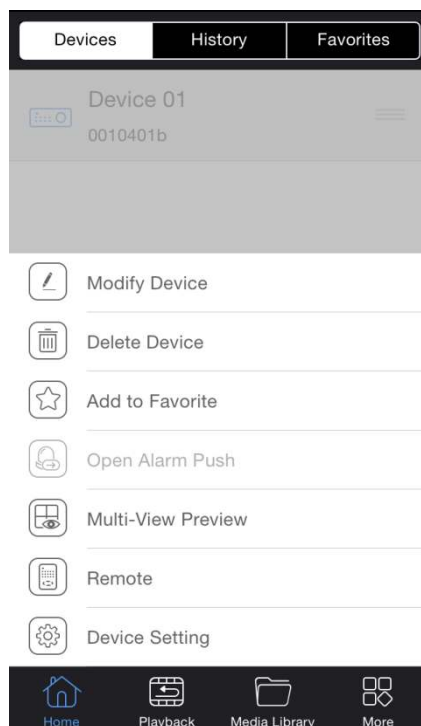 Devices History Favorites
Device 01
0010401b
Modify Device
Delete Device
Add to Favorite
Open Alarm Push
Multi-View Preview
Remote
Device Setting
Home Playback Media Library More